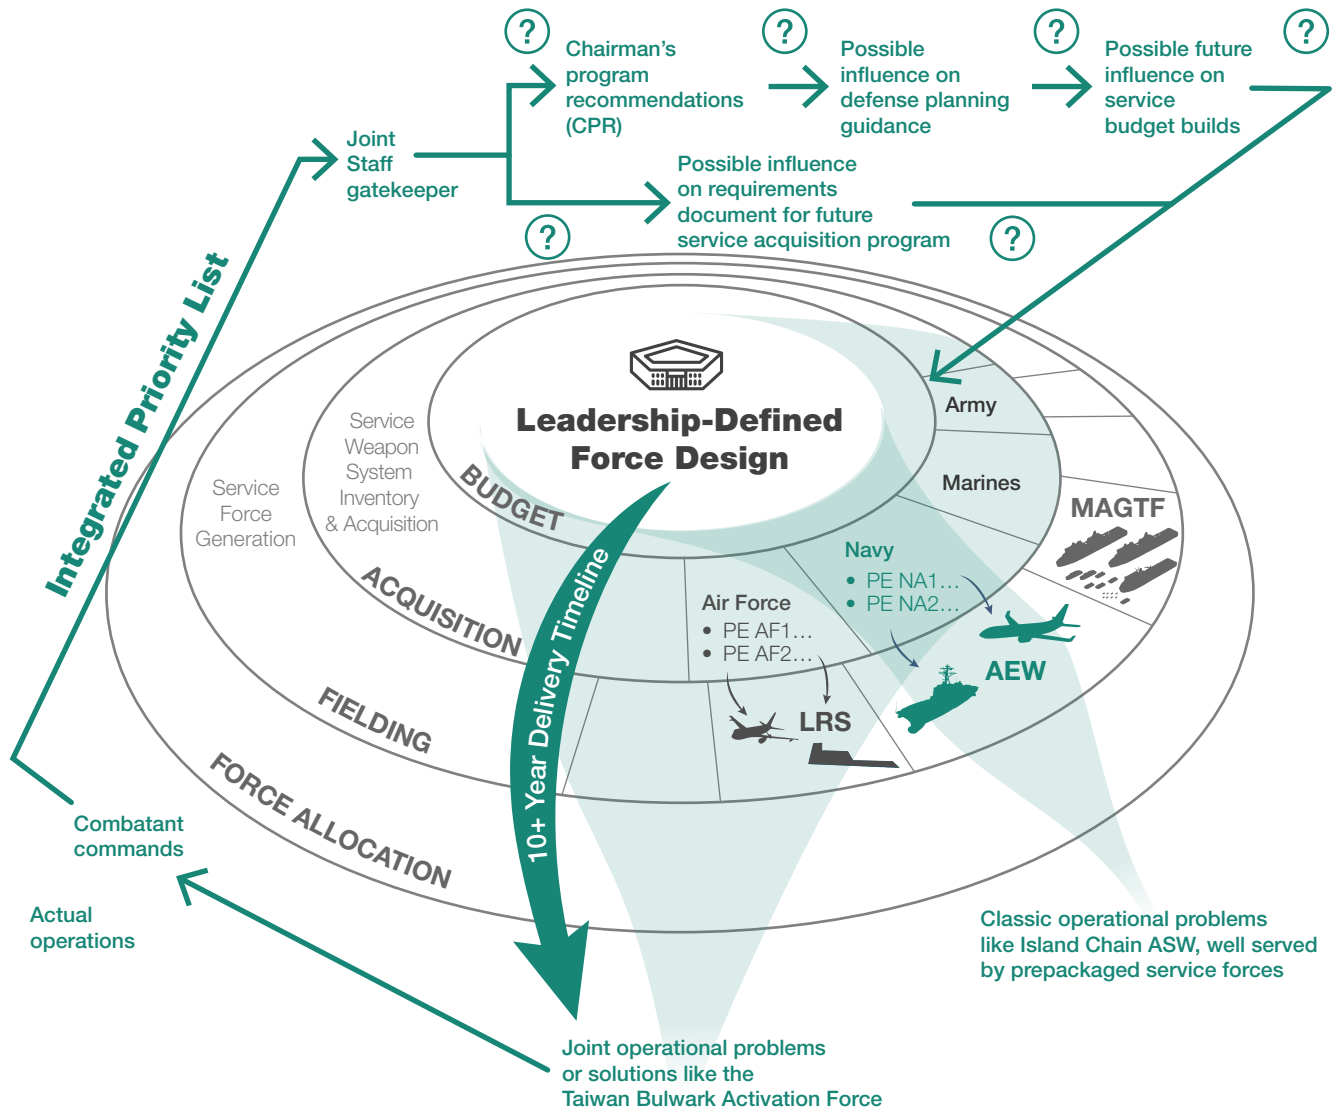 ?
?
?
?
Chairman’s
program
recommendations
(CPR)
Possible
influence on
defense planning
guidance
Possible future
influence on
service
budget builds
Joint
Staff
gatekeeper
Possible influence
on requirements
document for future
service acquisition program
?
?
Integrated Priority List
Leadership-Defined
Force Design
Service
Weapon
System
Inventory
& Acquisition
Service
Force
Generation
BUDGET
ACQUISITION
FIELDING
FORCE ALLOCATION
10+ Year Delivery Timeline
Army
Marines
MAGTF
Navy
• PE NA1…
• PE NA2…
AEW
Air Force
• PE AF1…
• PE AF2…
LRS
Combatant
commands
Actual
operations
Classic operational problems
like Island Chain ASW, well served
by prepackaged service forces
Joint operational problems
or solutions like the
Taiwan Bulwark Activation Force